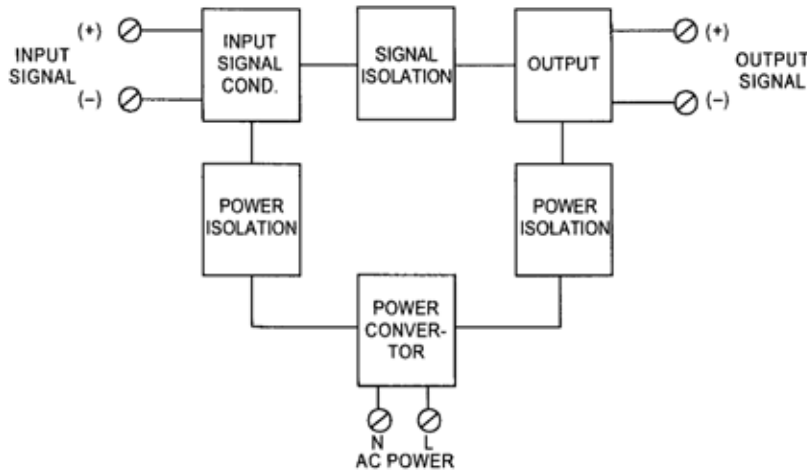 (+)
INPUT
SIGNAL
(–)
INPUT
SIGNAL
COND.
SIGNAL
ISOLATION
OUTPUT
(+)
OUTPUT
SIGNAL
(–)
POWER
ISOLATION
POWER
ISOLATION
POWER
CONVER-
TOR
N L
AC POWER